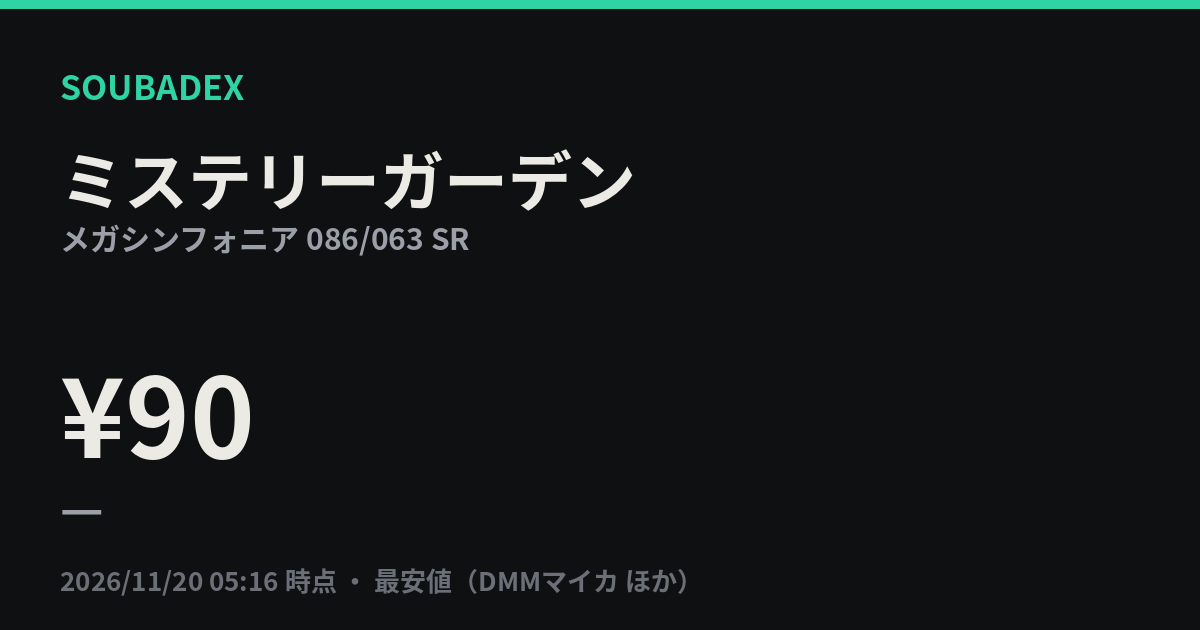 SOUBADEX
ミステリーガーデン
メガシンフォニア 086/063 SR
¥90
—
2026/11/20 05:16 時点 ・ 最安値（DMMマイカ ほか）